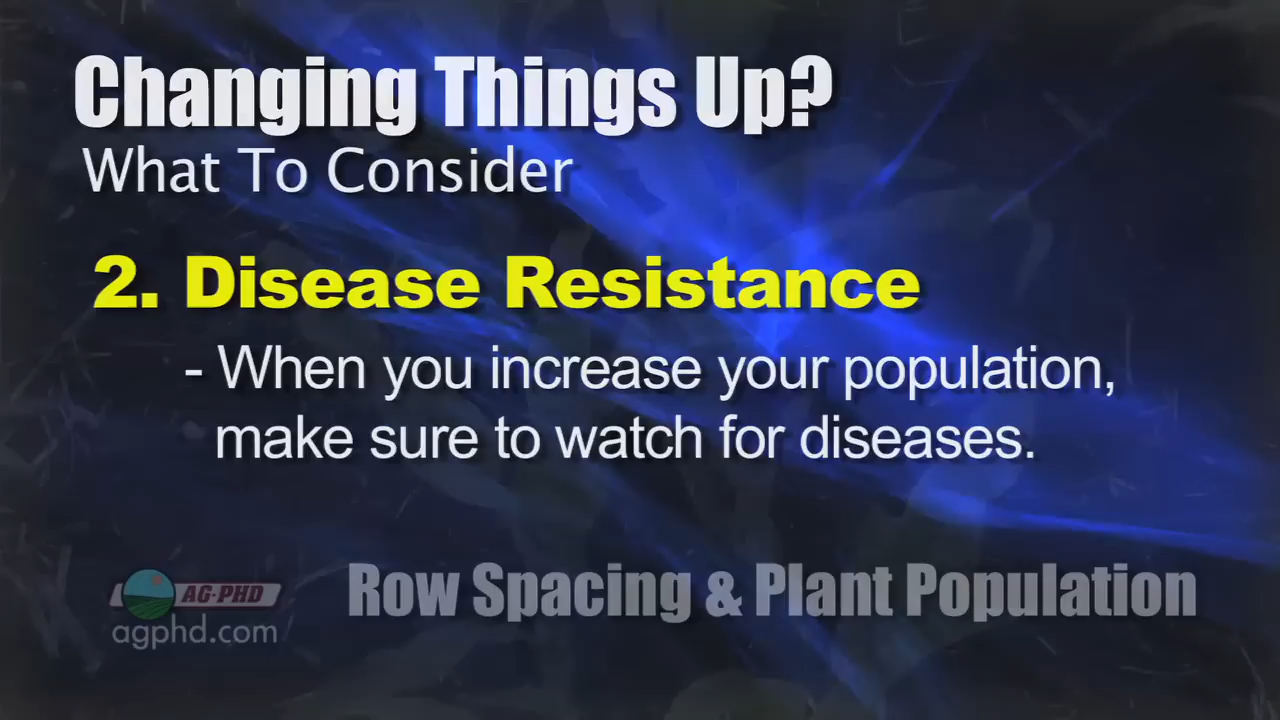 Changing Things Up?
What To Consider
2. Disease Resistance
- When you increase your population,
make sure to watch for diseases.
AG-PHD
agphd.com
Row Spacing & Plant Population